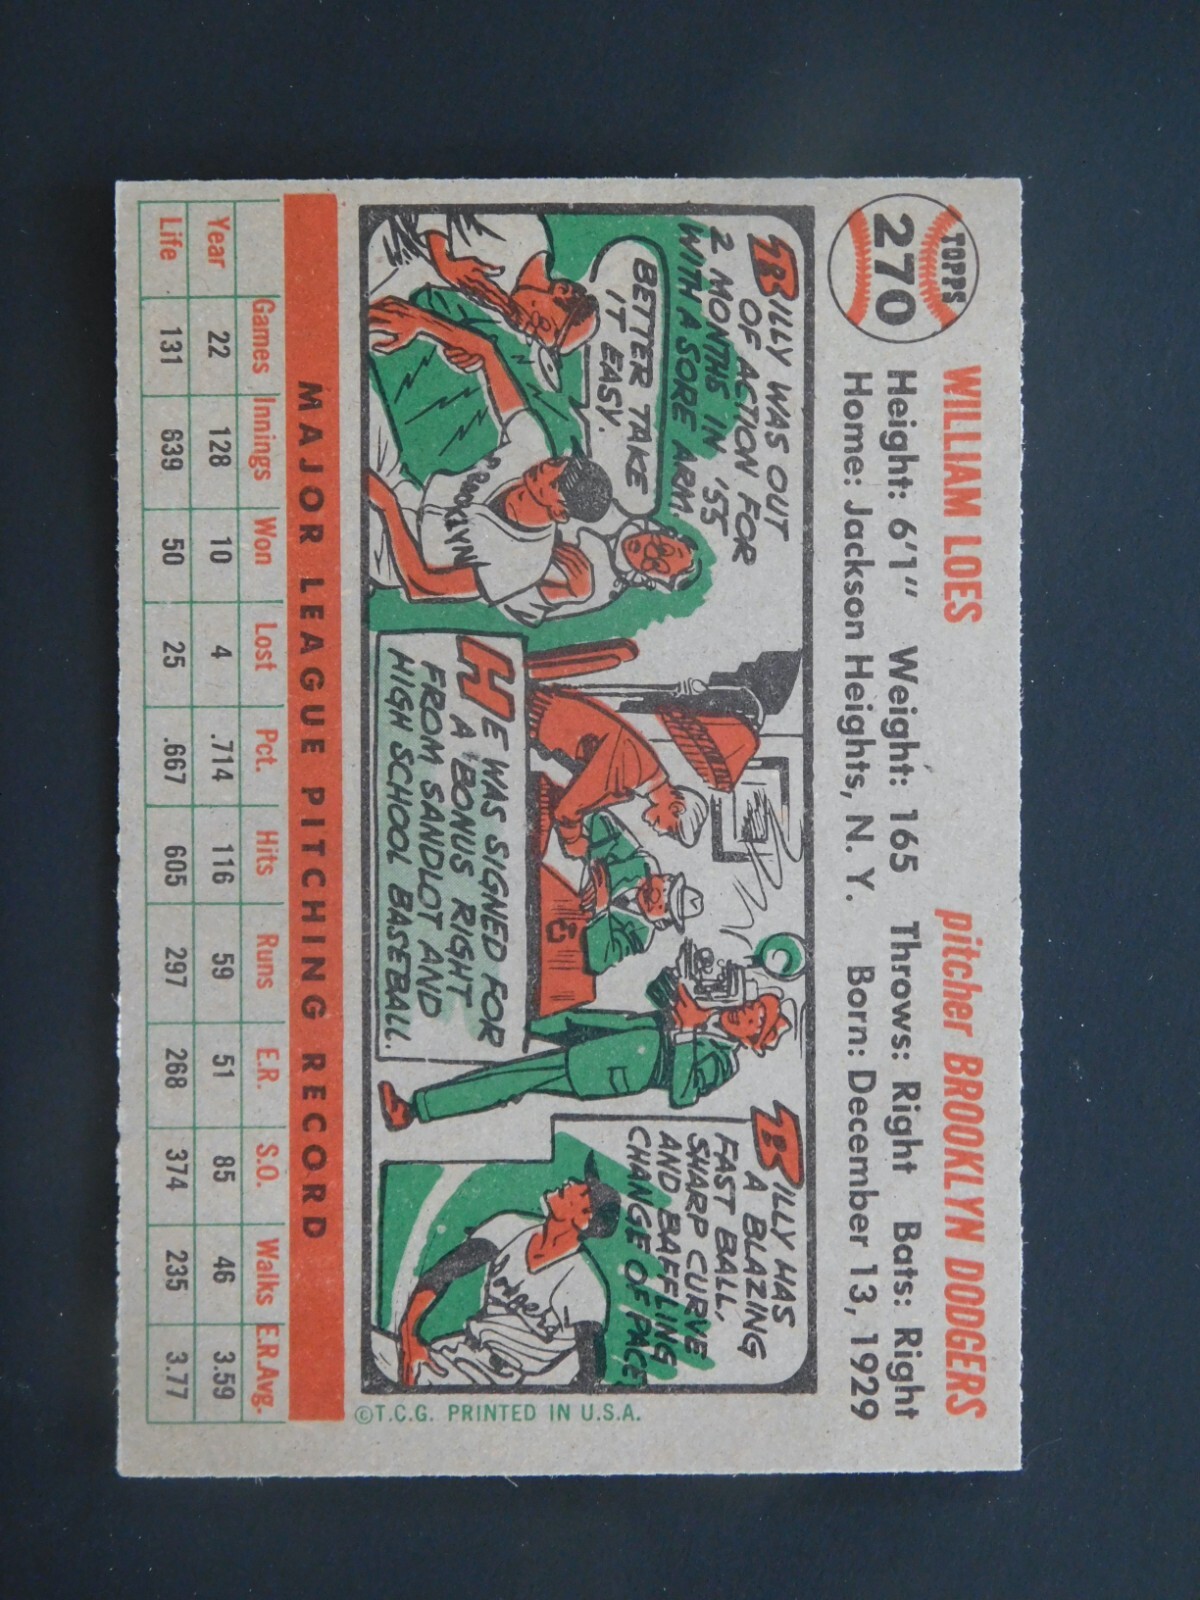 TOPPS
270
WILLIAM LOES pitcher BROOKLYN DODGERS
Height: 6'1" Weight: 165 Throws: Right Bats: Right
Home: Jackson Heights, N. Y. Born: December 13, 1929
BILLY WAS OUT
OF ACTION FOR
2 MONTHS IN '55
WITH A SORE ARM.
BETTER TAKE
IT EASY.
BROOKLYN
HE WAS SIGNED FOR
A BONUS RIGHT
FROM SANDLOT AND
HIGH SCHOOL BASEBALL.
BILLY HAS
A BLAZING
FAST BALL,
SHARP CURVE
AND BAFFLING
CHANGE OF PACE
Dodgers
©T.C.G. PRINTED IN U.S.A.
MAJOR LEAGUE PITCHING RECORD
Games Innings Won Lost Pct. Hits Runs E.R. S.O. Walks E.R.Avg.
Year 22 128 10 4 .714 116 59 51 85 46 3.59
Life 131 639 50 25 .667 605 297 268 374 235 3.77